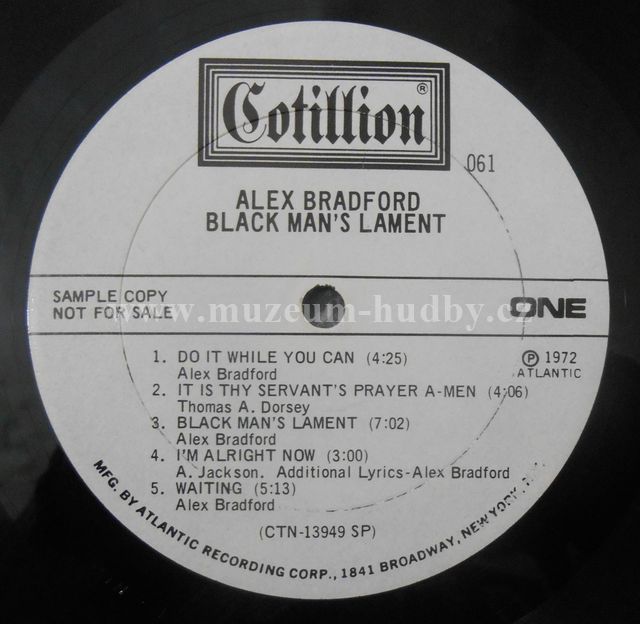 Cotillion®
061
ALEX BRADFORD
BLACK MAN'S LAMENT
SAMPLE COPY
NOT FOR SALE
ONE
www.muzeum-hudby.cz
1. DO IT WHILE YOU CAN (4:25)
Alex Bradford
℗ 1972
ATLANTIC
2. IT IS THY SERVANT'S PRAYER A-MEN (4:06)
Thomas A. Dorsey
3. BLACK MAN'S LAMENT (7:02)
Alex Bradford
4. I'M ALRIGHT NOW (3:00)
A. Jackson. Additional Lyrics-Alex Bradford
5. WAITING (5:13)
Alex Bradford
(CTN-13949 SP)
MFG. BY ATLANTIC RECORDING CORP., 1841 BROADWAY, NEW YORK,